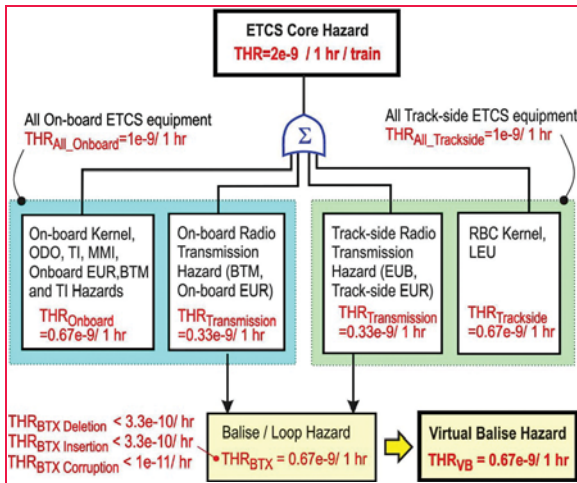 ETCS Core Hazard
THR=2e-9 / 1 hr / train
All On-board ETCS equipment
THRAll_Onboard=1e-9/ 1 hr
All Track-side ETCS equipment
THRAll_Trackside=1e-9/ 1 hr
Σ
On-board Kernel,
ODO, TI, MMI,
Onboard EUR,BTM
and TI Hazards
THROnboard
=0.67e-9/ 1 hr
On-board Radio
Transmission
Hazard (BTM,
On-board EUR)
THRTransmission
=0.33e-9/ 1 hr
Track-side Radio
Transmission
Hazard (EUB,
Track-side EUR)
THRTransmission
=0.33e-9/ 1 hr
RBC Kernel,
LEU
THRTrackside
=0.67e-9/ 1 hr
THRBTX Deletion < 3.3e-10/ hr
THRBTX Insertion < 3.3e-10/ hr
THRBTX Corruption < 1e-11/ hr
Balise / Loop Hazard
THRBTX = 0.67e-9/ 1 hr
Virtual Balise Hazard
THRVB = 0.67e-9/ 1 hr